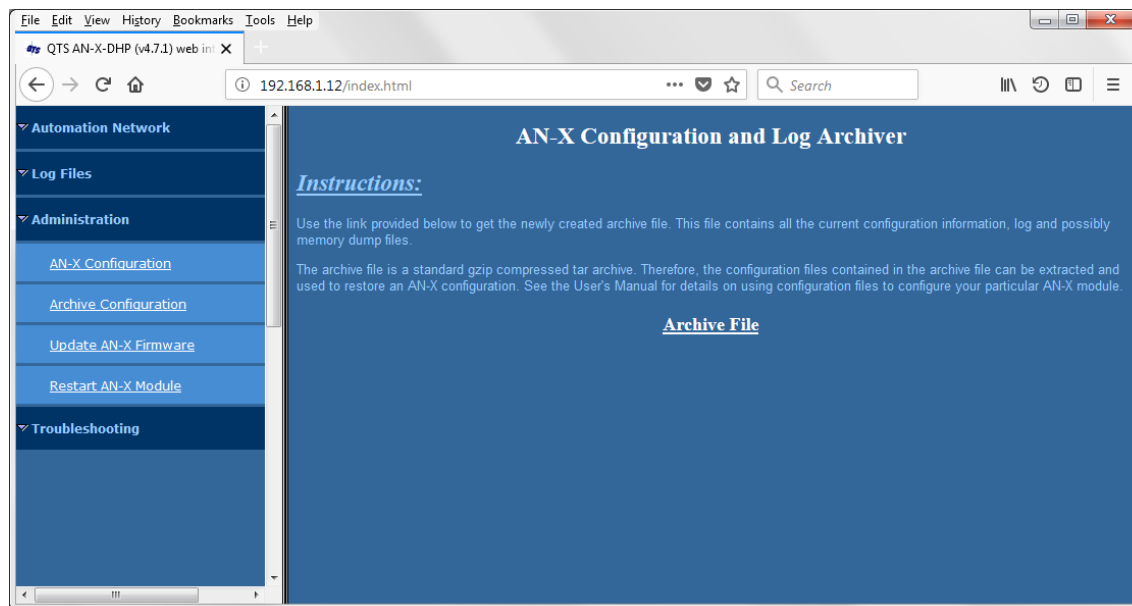 File Edit View History Bookmarks Tools Help
QTS AN-X-DHP (v4.7.1) web in
192.168.1.12/index.html
Search
Automation Network
Log Files
Administration
AN-X Configuration
Archive Configuration
Update AN-X Firmware
Restart AN-X Module
Troubleshooting
AN-X Configuration and Log Archiver
Instructions:
Use the link provided below to get the newly created archive file. This file contains all the current configuration information, log and possibly
memory dump files.
The archive file is a standard gzip compressed tar archive. Therefore, the configuration files contained in the archive file can be extracted and
used to restore an AN-X configuration. See the User's Manual for details on using configuration files to configure your particular AN-X module.
Archive File